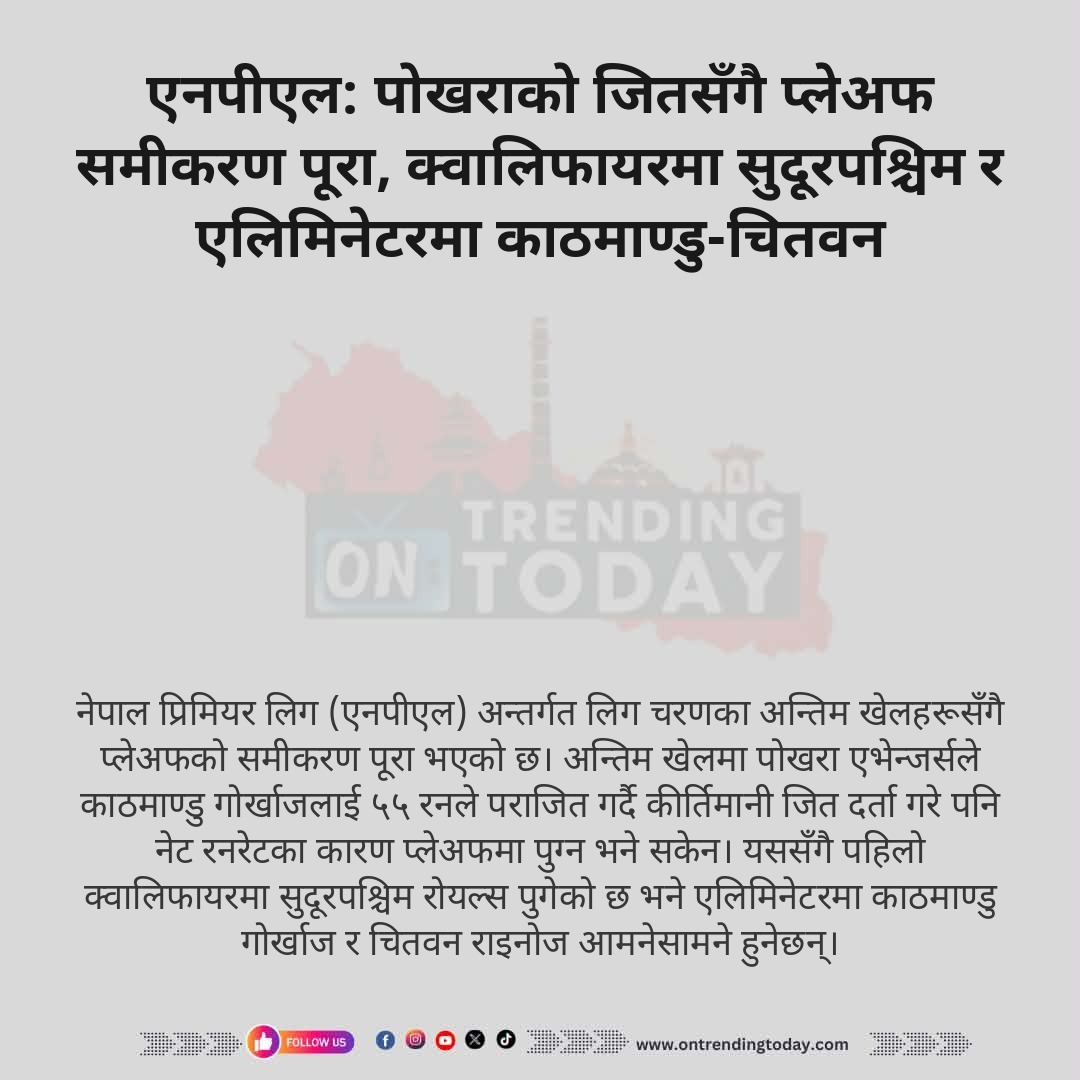 एनपीएल: पोखराको जितसँगै प्लेअफ
समीकरण पूरा, क्वालिफायरमा सुदूरपश्चिम र
एलिमिनेटरमा काठमाण्डु-चितवन
TRENDING
ON TODAY
नेपाल प्रिमियर लिग (एनपीएल) अन्तर्गत लिग चरणका अन्तिम खेलहरूसँगै
प्लेअफको समीकरण पूरा भएको छ। अन्तिम खेलमा पोखरा एभेन्जर्सले
काठमाण्डु गोर्खाजलाई ५५ रनले पराजित गर्दै कीर्तिमानी जित दर्ता गरे पनि
नेट रनरेटका कारण प्लेअफमा पुग्न भने सकेन। यससँगै पहिलो
क्वालिफायरमा सुदूरपश्चिम रोयल्स पुगेको छ भने एलिमिनेटरमा काठमाण्डु
गोर्खाज र चितवन राइनोज आमनेसामने हुनेछन्।
FOLLOW US
www.ontrendingtoday.com